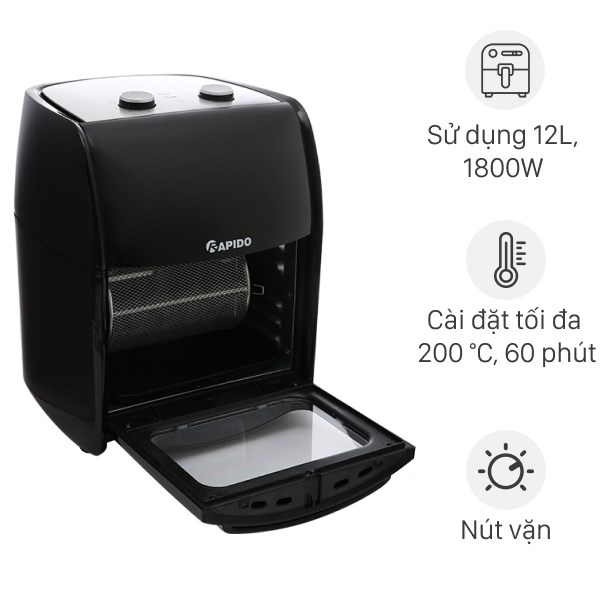 RAPIDO
Sử dụng 12L,
1800W
Cài đặt tối đa
200 °C, 60 phút
Nút vặn